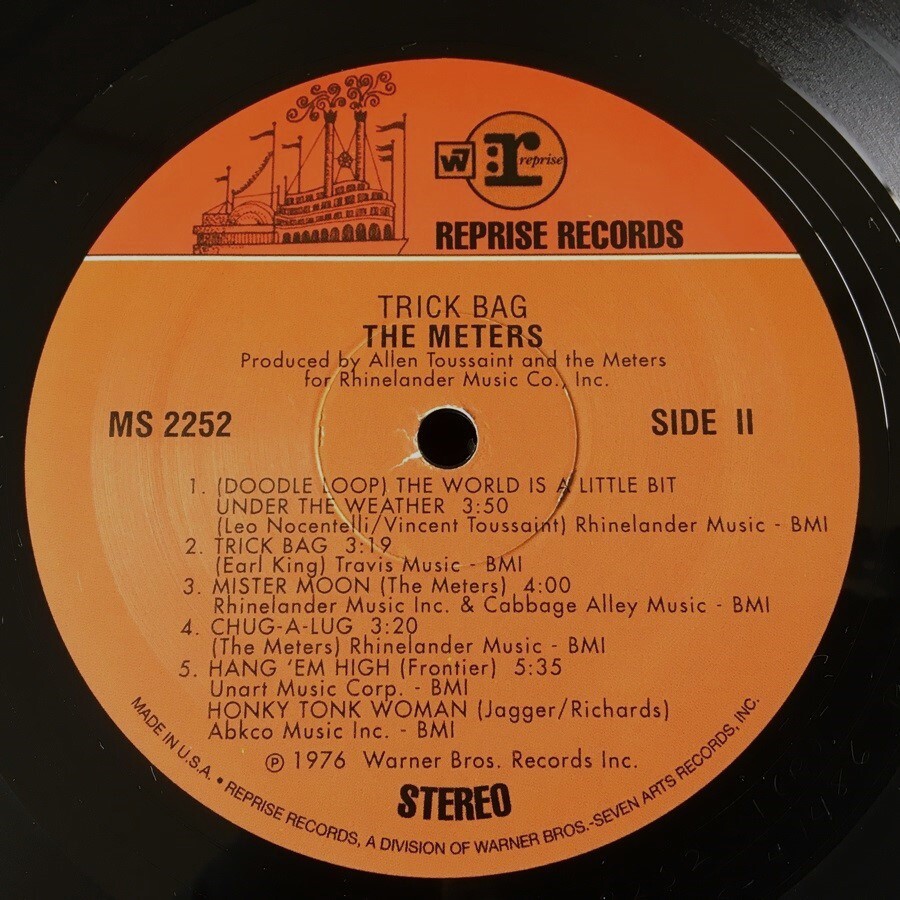 W7 r reprise
REPRISE RECORDS
TRICK BAG
THE METERS
Produced by Allen Toussaint and the Meters
for Rhinelander Music Co., Inc.
MS 2252
SIDE II
1. (DOODLE LOOP) THE WORLD IS A LITTLE BIT
UNDER THE WEATHER 3:50
(Leo Nocentelli/Vincent Toussaint) Rhinelander Music - BMI
2. TRICK BAG 3:19
(Earl King) Travis Music - BMI
3. MISTER MOON (The Meters) 4:00
Rhinelander Music Inc. & Cabbage Alley Music - BMI
4. CHUG-A-LUG 3:20
(The Meters) Rhinelander Music - BMI
5. HANG 'EM HIGH (Frontier) 5:35
Unart Music Corp. - BMI
HONKY TONK WOMAN (Jagger/Richards)
Abkco Music Inc. - BMI
℗ 1976 Warner Bros. Records Inc.
STEREO
MADE IN U.S.A. • REPRISE RECORDS, A DIVISION OF WARNER BROS.-SEVEN ARTS RECORDS, INC.